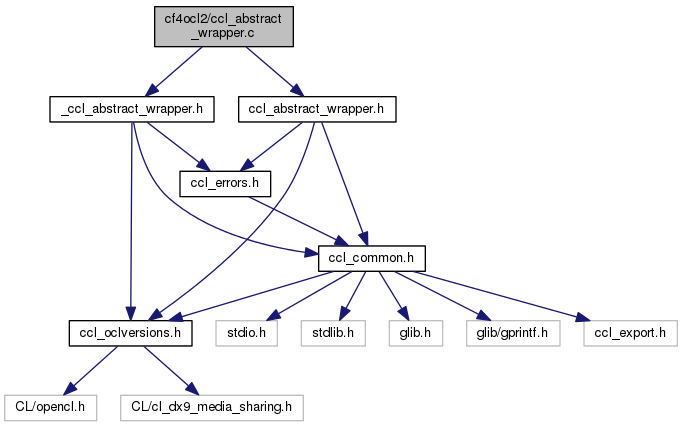 cf4ocl2/ccl_abstract
_wrapper.c
_ccl_abstract_wrapper.h
ccl_abstract_wrapper.h
ccl_errors.h
ccl_common.h
ccl_oclversions.h
stdio.h
stdlib.h
glib.h
glib/gprintf.h
ccl_export.h
CL/opencl.h
CL/cl_dx9_media_sharing.h